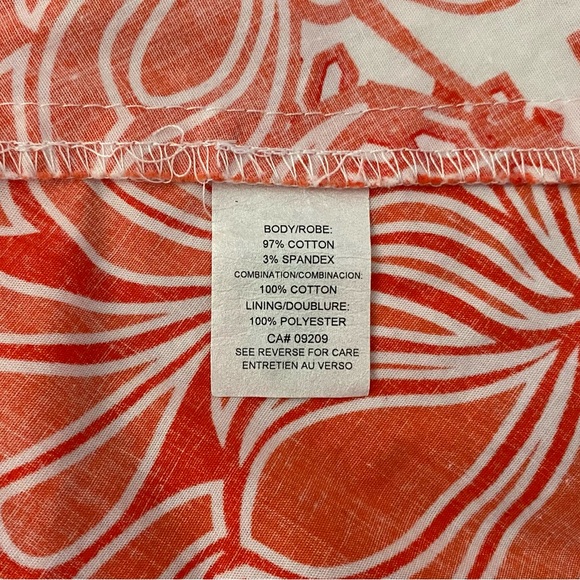 BODY/ROBE:
97% COTTON
3% SPANDEX
COMBINATION/COMBINACION:
100% COTTON
LINING/DOUBLURE:
100% POLYESTER
CA# 09209
SEE REVERSE FOR CARE
ENTRETIEN AU VERSO